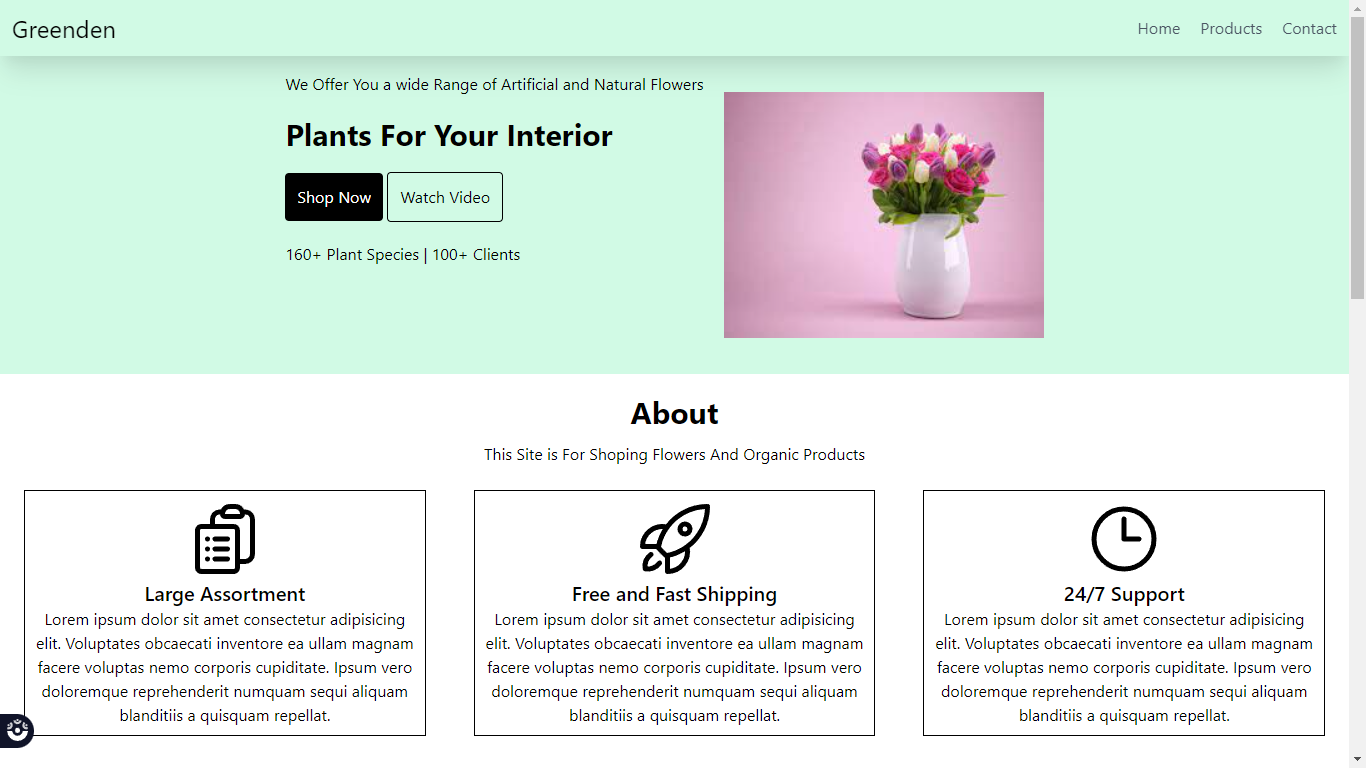 Greenden
Home Products Contact
We Offer You a wide Range of Artificial and Natural Flowers
Plants For Your Interior
Shop Now Watch Video
160+ Plant Species | 100+ Clients
About
This Site is For Shoping Flowers And Organic Products
Large Assortment
Lorem ipsum dolor sit amet consectetur adipisicing
elit. Voluptates obcaecati inventore ea ullam magnam
facere voluptas nemo corporis cupiditate. Ipsum vero
doloremque reprehenderit numquam sequi aliquam
blanditiis a quisquam repellat.
Free and Fast Shipping
Lorem ipsum dolor sit amet consectetur adipisicing
elit. Voluptates obcaecati inventore ea ullam magnam
facere voluptas nemo corporis cupiditate. Ipsum vero
doloremque reprehenderit numquam sequi aliquam
blanditiis a quisquam repellat.
24/7 Support
Lorem ipsum dolor sit amet consectetur adipisicing
elit. Voluptates obcaecati inventore ea ullam magnam
facere voluptas nemo corporis cupiditate. Ipsum vero
doloremque reprehenderit numquam sequi aliquam
blanditiis a quisquam repellat.